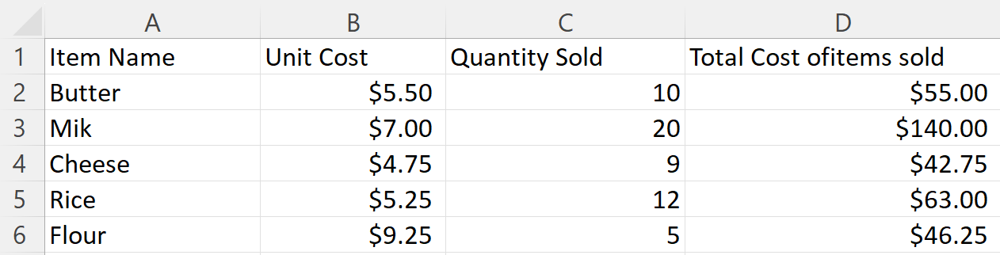 A B C D
1 Item Name Unit Cost Quantity Sold Total Cost ofitems sold
2 Butter $5.50 10 $55.00
3 Mik $7.00 20 $140.00
4 Cheese $4.75 9 $42.75
5 Rice $5.25 12 $63.00
6 Flour $9.25 5 $46.25